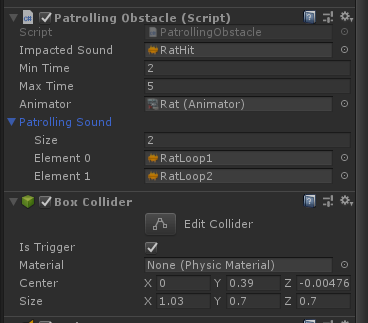 Patrolling Obstacle (Script)
Script PatrollingObstacle
Impacted Sound RatHit
Min Time 2
Max Time 5
Animator Rat (Animator)
Patrolling Sound
Size 2
Element 0 RatLoop1
Element 1 RatLoop2
Box Collider
Edit Collider
Is Trigger
Material None (Physic Material)
Center X 0 Y 0.39 Z -0.00476
Size X 1.03 Y 0.7 Z 0.7